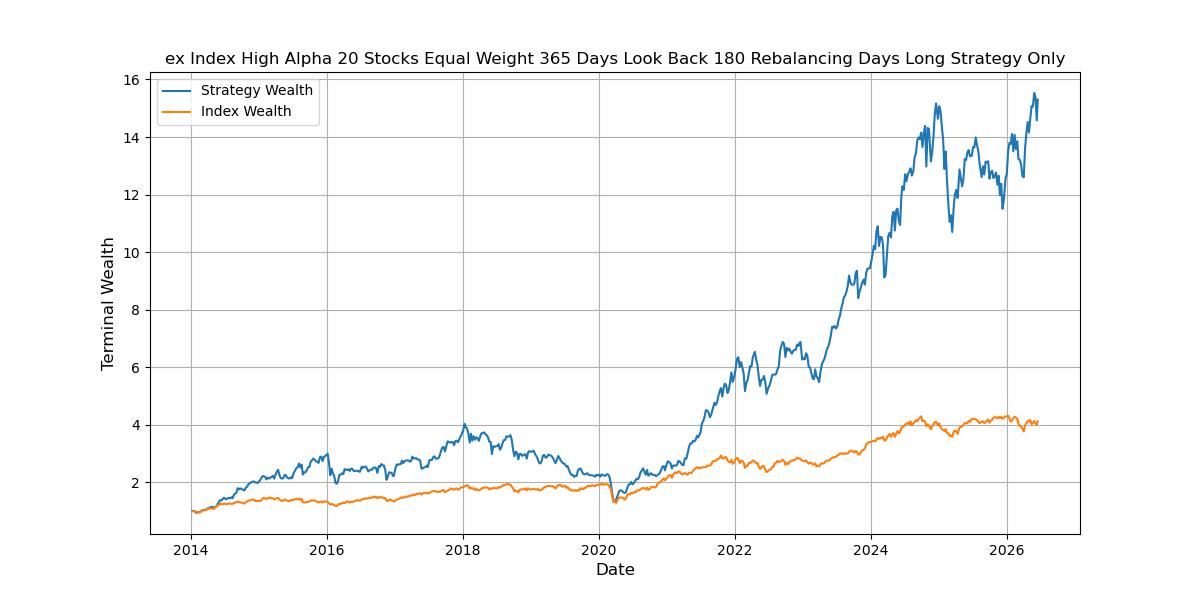 ex Index High Alpha 20 Stocks Equal Weight 365 Days Look Back 180 Rebalancing Days Long Strategy Only
Strategy Wealth
Index Wealth
Terminal Wealth
16
14
12
10
8
6
4
2
2014 2016 2018 2020 2022 2024 2026
Date